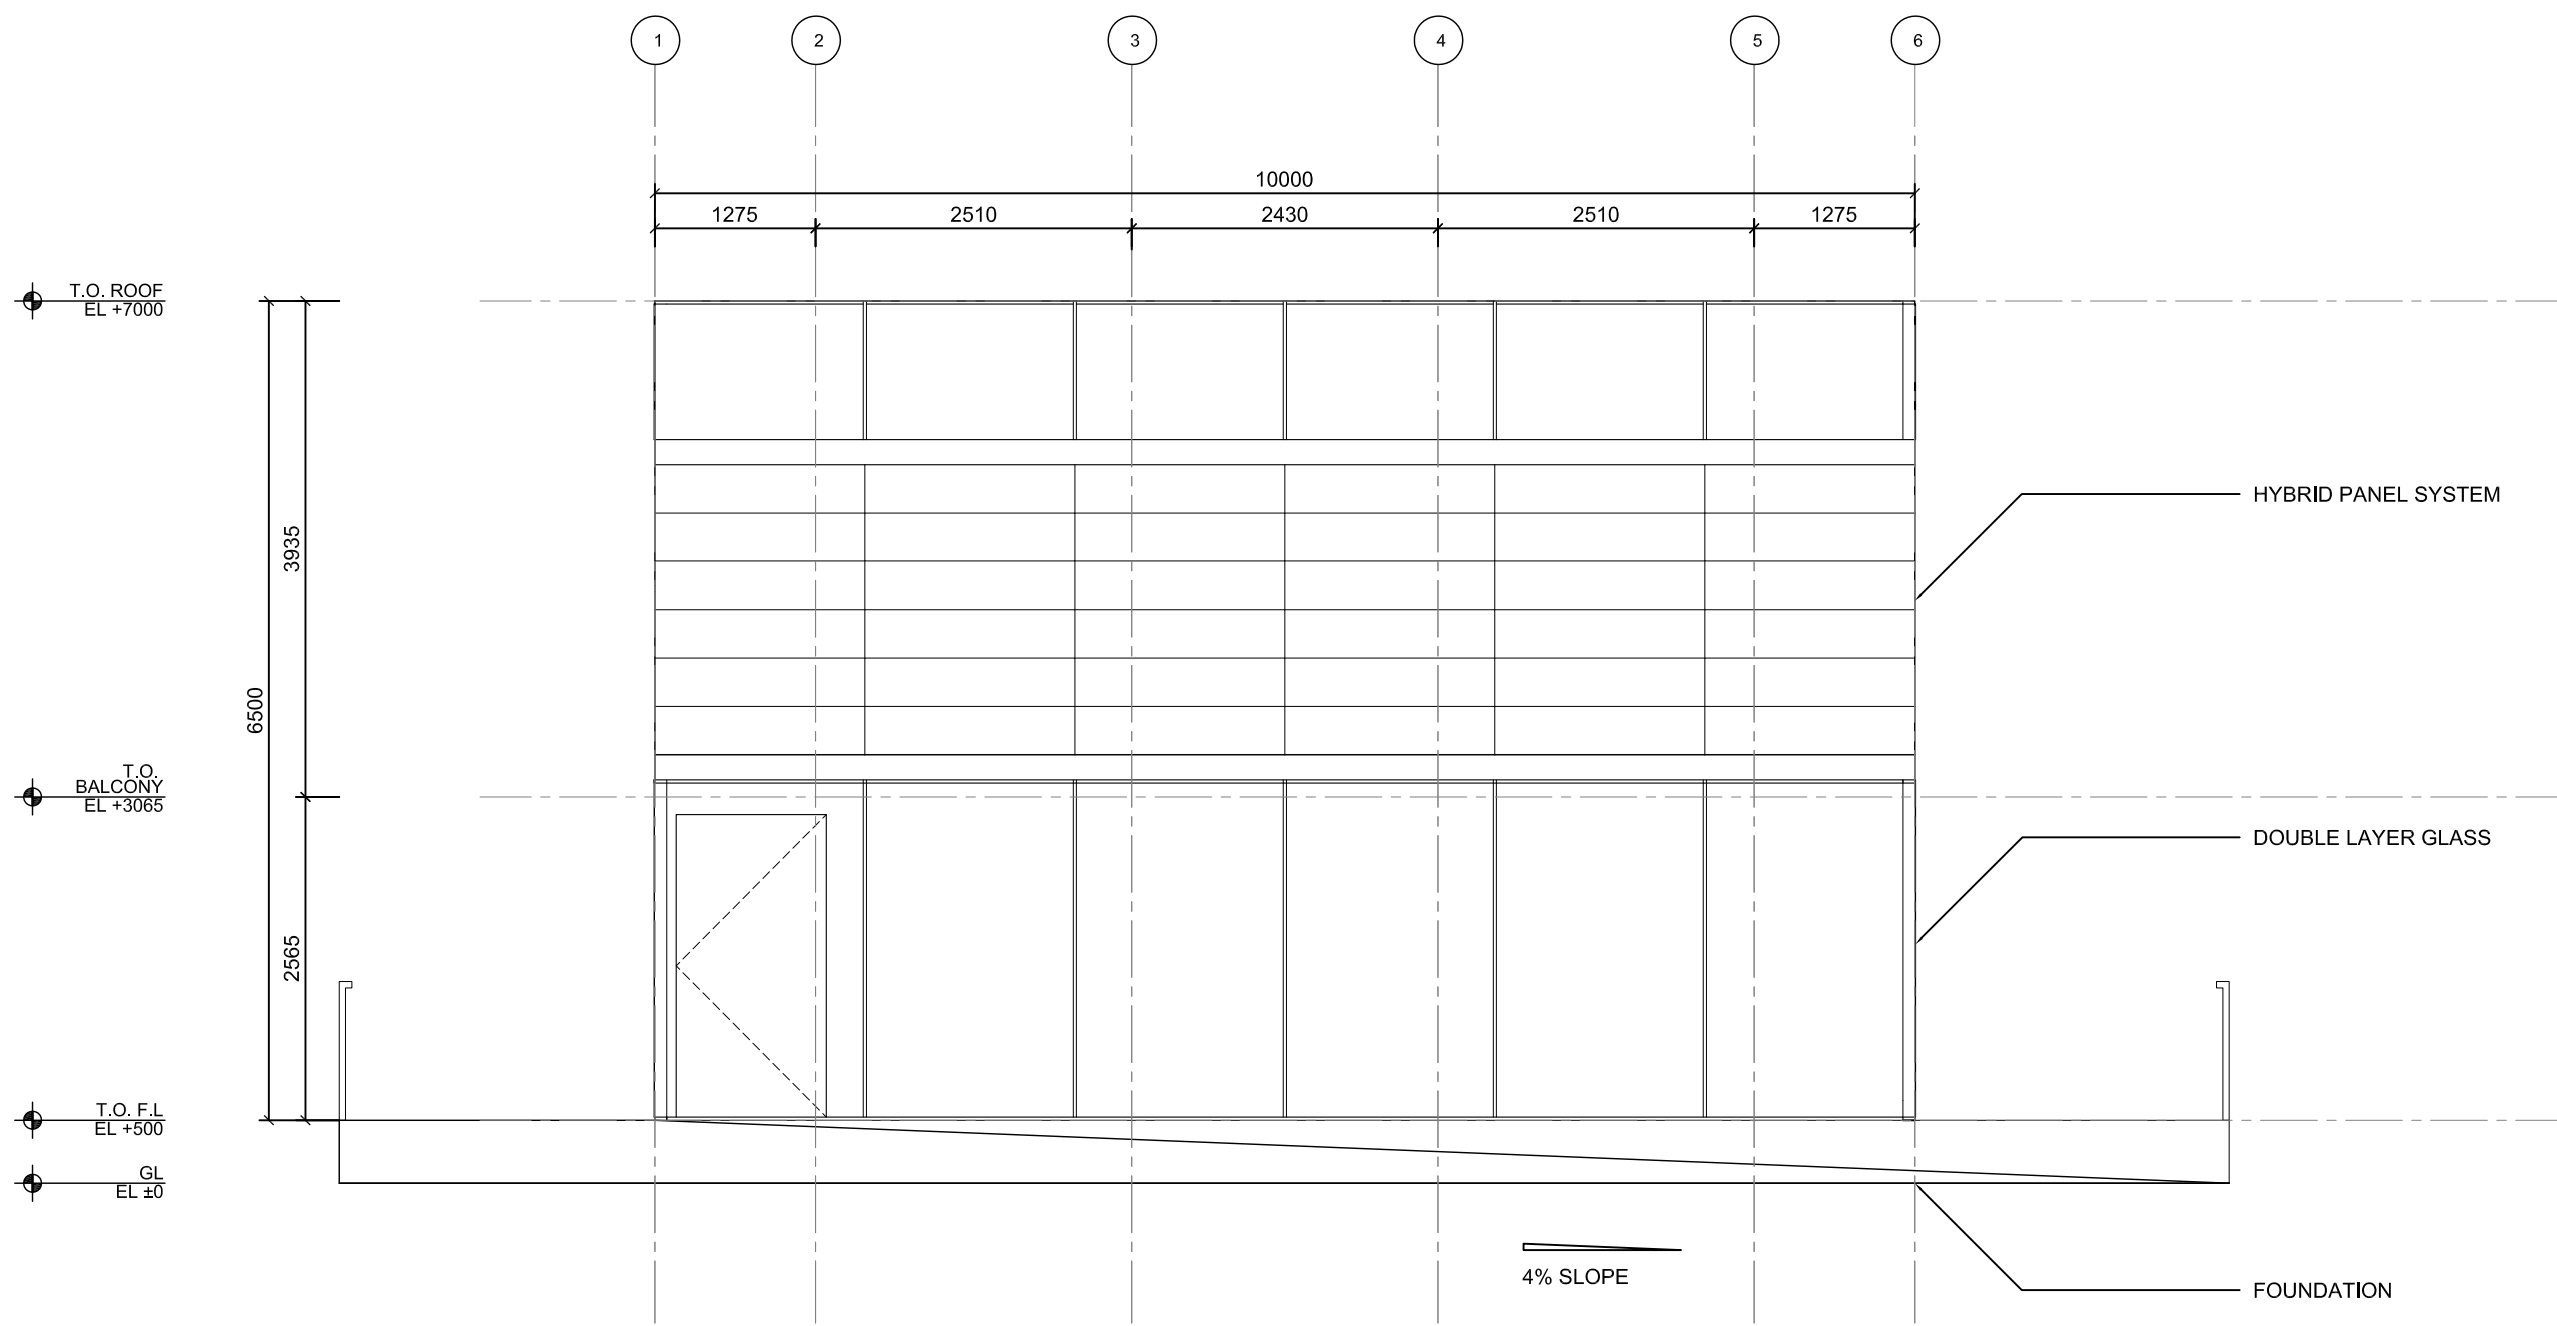 1
2
3
4
5
6
10000
1275
2510
2430
2510
1275
T.O. ROOF
EL +7000
HYBRID PANEL SYSTEM
3935
6500
T.O.
BALCONY
EL +3065
DOUBLE LAYER GLASS
2565
T.O. F.L
EL +500
GL
EL ±0
4% SLOPE
FOUNDATION